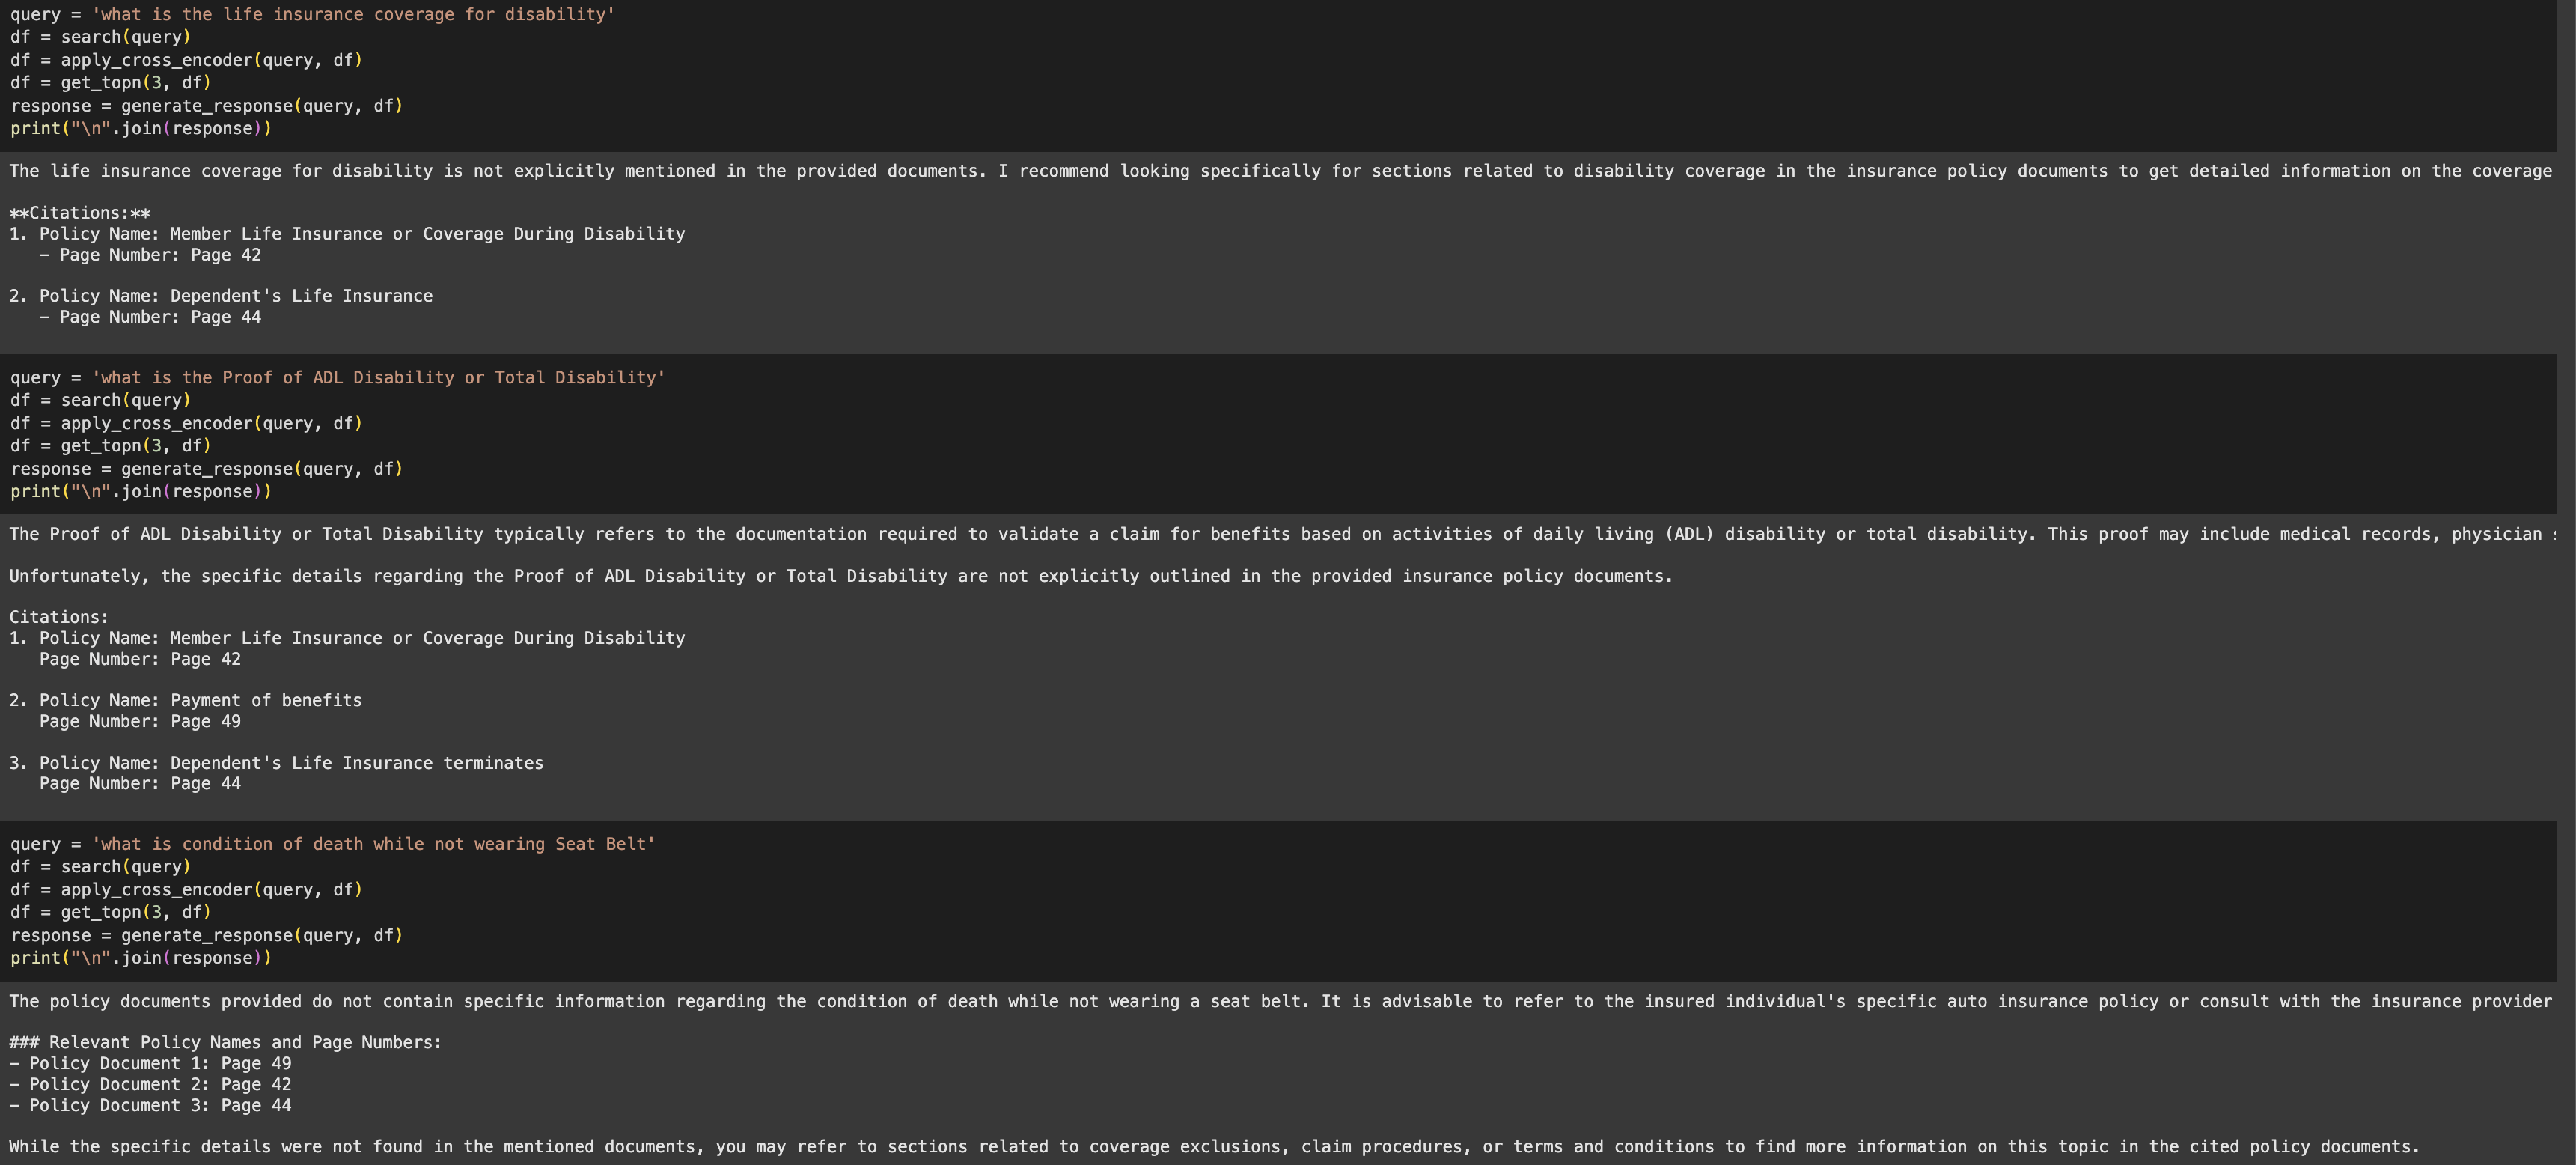 query = 'what is the life insurance coverage for disability'
df = search(query)
df = apply_cross_encoder(query, df)
df = get_topn(3, df)
response = generate_response(query, df)
print("\n".join(response))
The life insurance coverage for disability is not explicitly mentioned in the provided documents. I recommend looking specifically for sections related to disability coverage in the insurance policy documents to get detailed information on the coverage
**Citations:**
1. Policy Name: Member Life Insurance or Coverage During Disability
- Page Number: Page 42
2. Policy Name: Dependent's Life Insurance
- Page Number: Page 44
query = 'what is the Proof of ADL Disability or Total Disability'
df = search(query)
df = apply_cross_encoder(query, df)
df = get_topn(3, df)
response = generate_response(query, df)
print("\n".join(response))
The Proof of ADL Disability or Total Disability typically refers to the documentation required to validate a claim for benefits based on activities of daily living (ADL) disability or total disability. This proof may include medical records, physician
Unfortunately, the specific details regarding the Proof of ADL Disability or Total Disability are not explicitly outlined in the provided insurance policy documents.
Citations:
1. Policy Name: Member Life Insurance or Coverage During Disability
Page Number: Page 42
2. Policy Name: Payment of benefits
Page Number: Page 49
3. Policy Name: Dependent's Life Insurance terminates
Page Number: Page 44
query = 'what is condition of death while not wearing Seat Belt'
df = search(query)
df = apply_cross_encoder(query, df)
df = get_topn(3, df)
response = generate_response(query, df)
print("\n".join(response))
The policy documents provided do not contain specific information regarding the condition of death while not wearing a seat belt. It is advisable to refer to the insured individual's specific auto insurance policy or consult with the insurance provider
### Relevant Policy Names and Page Numbers:
- Policy Document 1: Page 49
- Policy Document 2: Page 42
- Policy Document 3: Page 44
While the specific details were not found in the mentioned documents, you may refer to sections related to coverage exclusions, claim procedures, or terms and conditions to find more information on this topic in the cited policy documents.